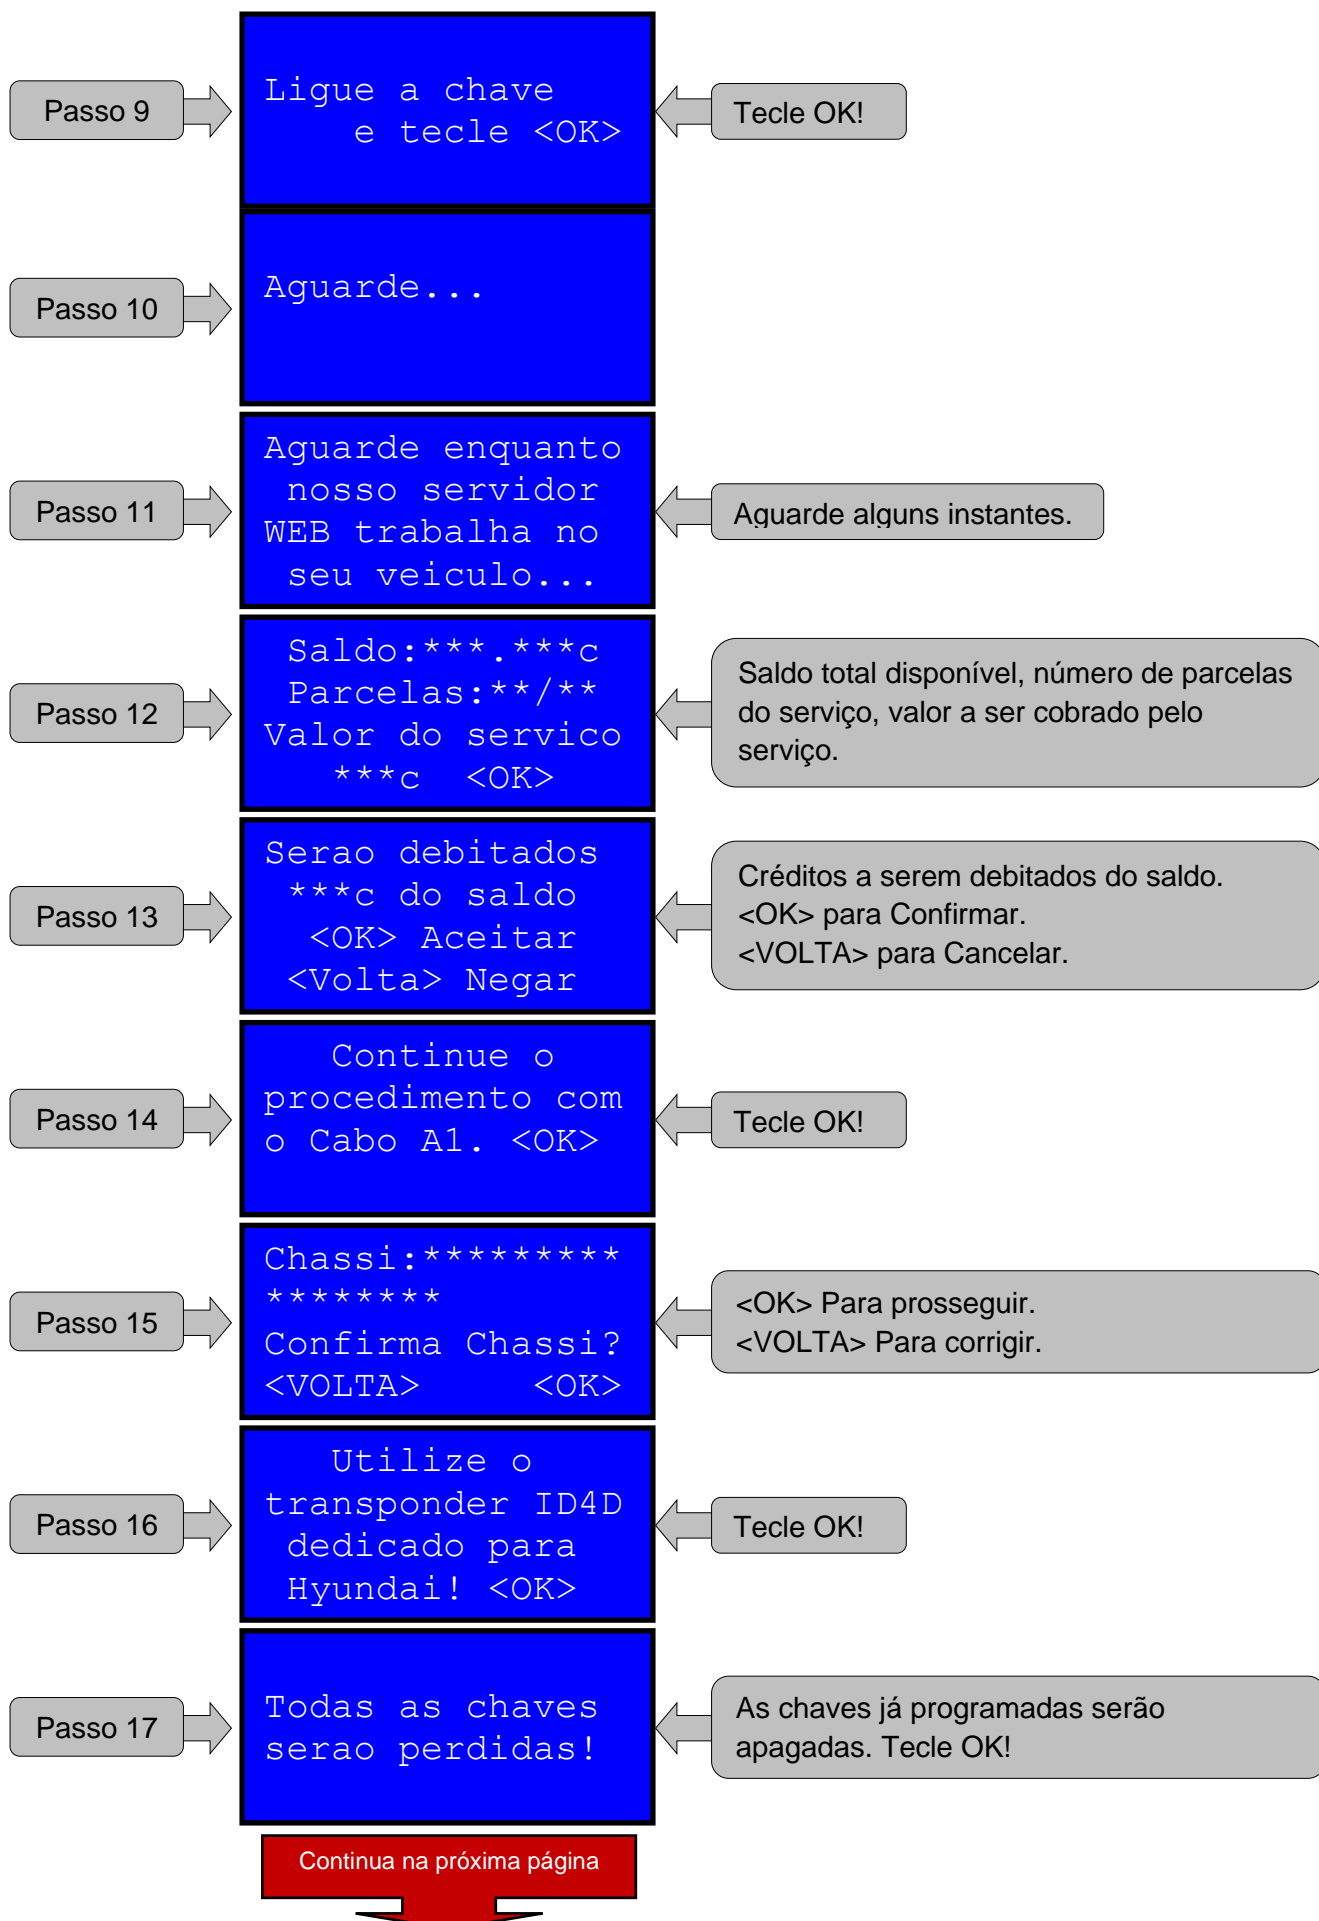 Passo 9
Ligue a chave
e tecle <OK>
Tecle OK!
Passo 10
Aguarde...
Passo 11
Aguarde enquanto
nosso servidor
WEB trabalha no
seu veiculo...
Aguarde alguns instantes.
Passo 12
Saldo:***.***c
Parcelas:**/**
Valor do servico
***c <OK>
Saldo total disponível, número de parcelas
do serviço, valor a ser cobrado pelo
serviço.
Passo 13
Serao debitados
***c do saldo
<OK> Aceitar
<Volta> Negar
Créditos a serem debitados do saldo.
<OK> para Confirmar.
<VOLTA> para Cancelar.
Passo 14
Continue o
procedimento com
o Cabo A1. <OK>
Tecle OK!
Passo 15
Chassi:*********
********
Confirma Chassi?
<VOLTA> <OK>
<OK> Para prosseguir.
<VOLTA> Para corrigir.
Passo 16
Utilize o
transponder ID4D
dedicado para
Hyundai! <OK>
Tecle OK!
Passo 17
Todas as chaves
serao perdidas!
As chaves já programadas serão
apagadas. Tecle OK!
Continua na próxima página